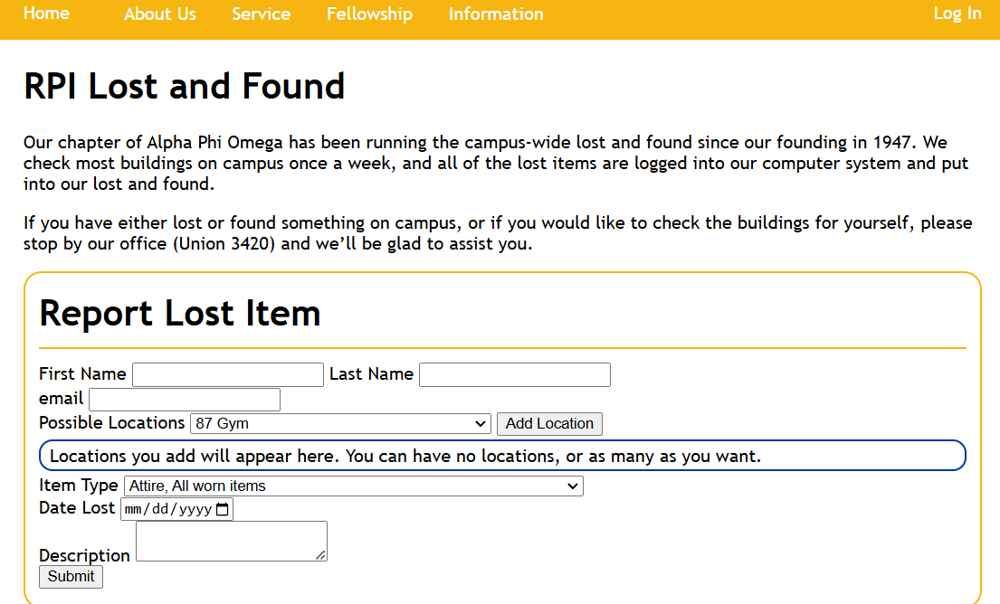 Home About Us Service Fellowship Information Log In
RPI Lost and Found
Our chapter of Alpha Phi Omega has been running the campus-wide lost and found since our founding in 1947. We
check most buildings on campus once a week, and all of the lost items are logged into our computer system and put
into our lost and found.
If you have either lost or found something on campus, or if you would like to check the buildings for yourself, please
stop by our office (Union 3420) and we’ll be glad to assist you.
Report Lost Item
First Name Last Name
email
Possible Locations 87 Gym Add Location
Locations you add will appear here. You can have no locations, or as many as you want.
Item Type Attire, All worn items
Date Lost mm/dd/yyyy
Description
Submit